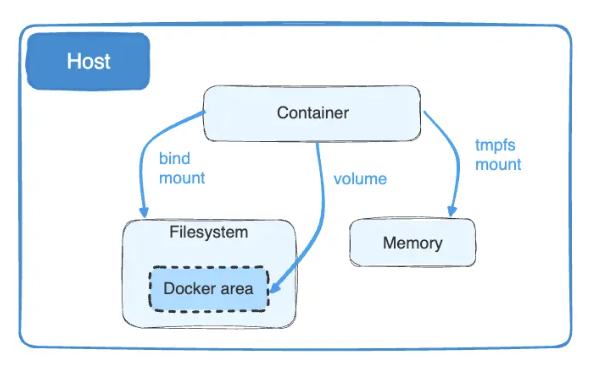 Host
Container
bind
mount
volume
tmpfs
mount
Filesystem
Docker area
Memory